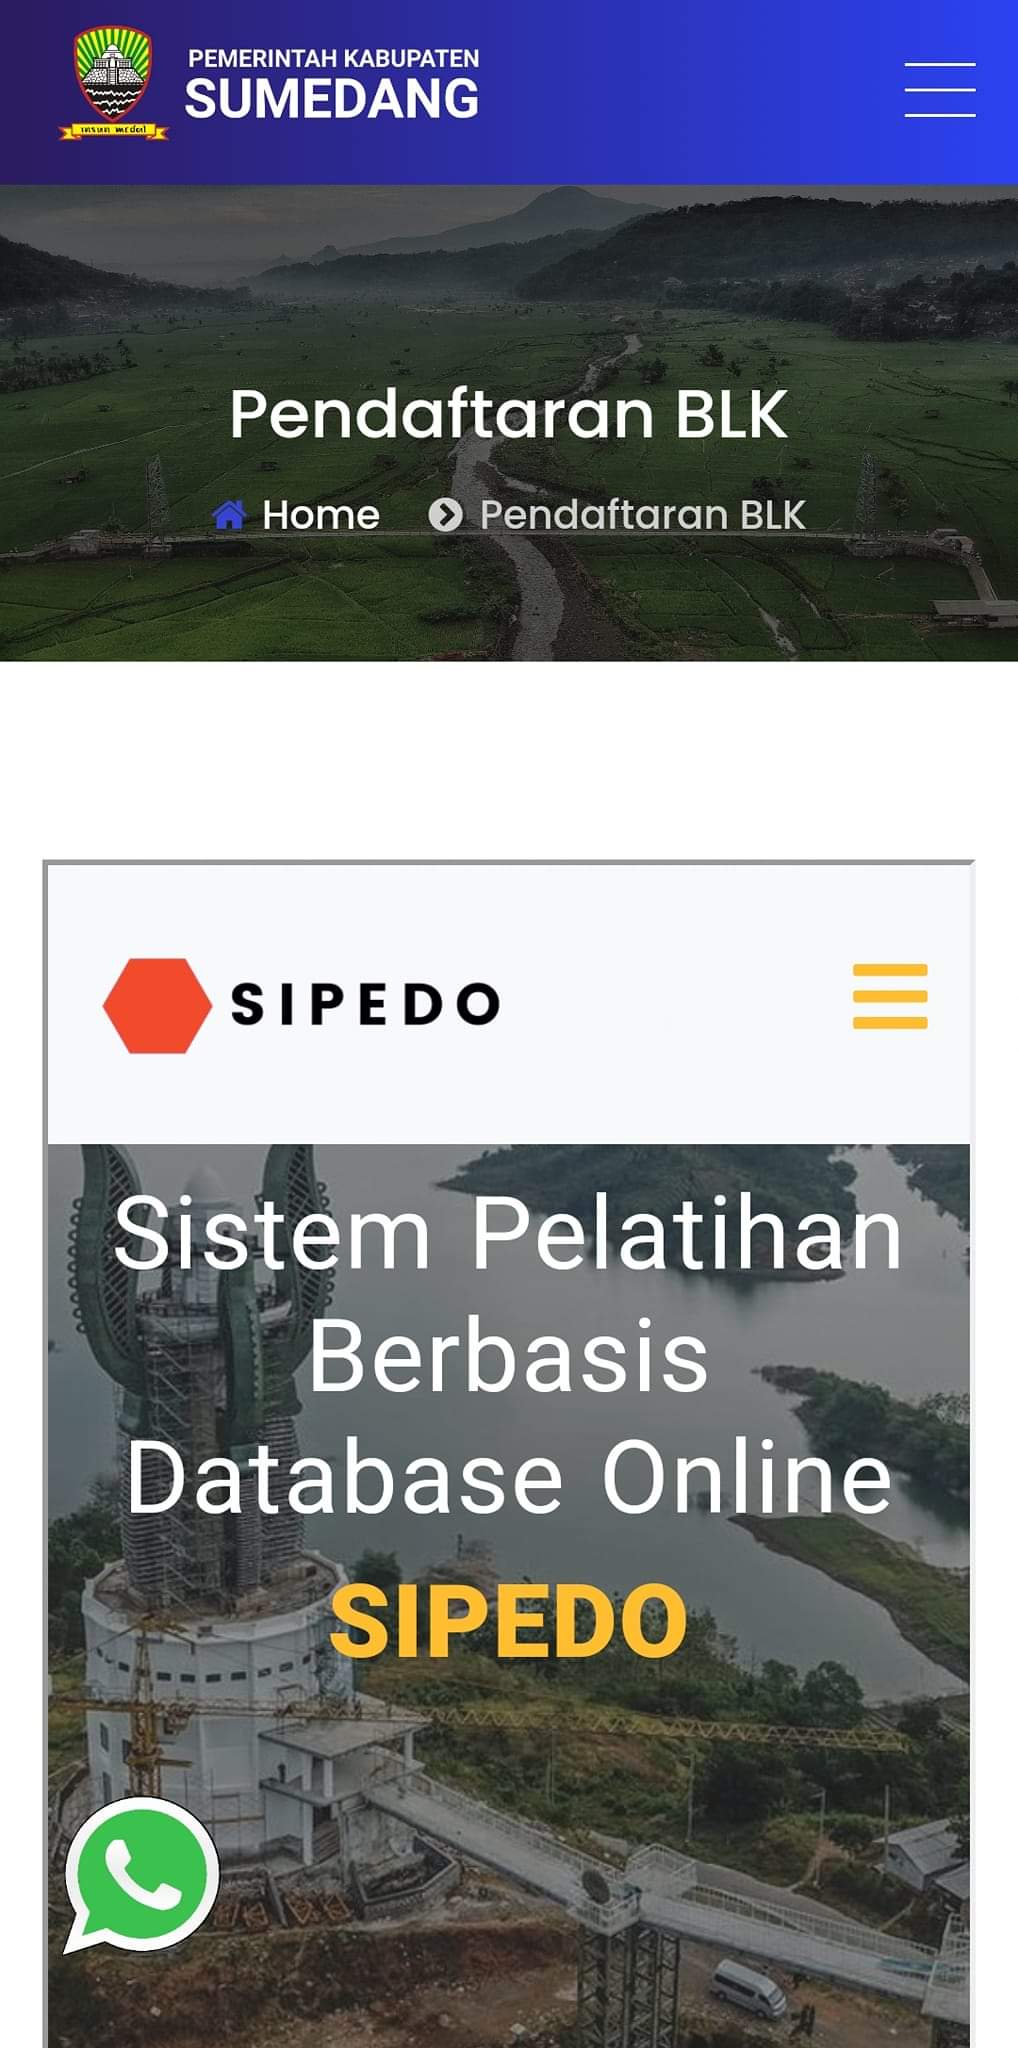 PEMERINTAH KABUPATEN
SUMEDANG
insun medal
Pendaftaran BLK
Home Pendaftaran BLK
SIPEDO
Sistem Pelatihan
Berbasis
Database Online
SIPEDO